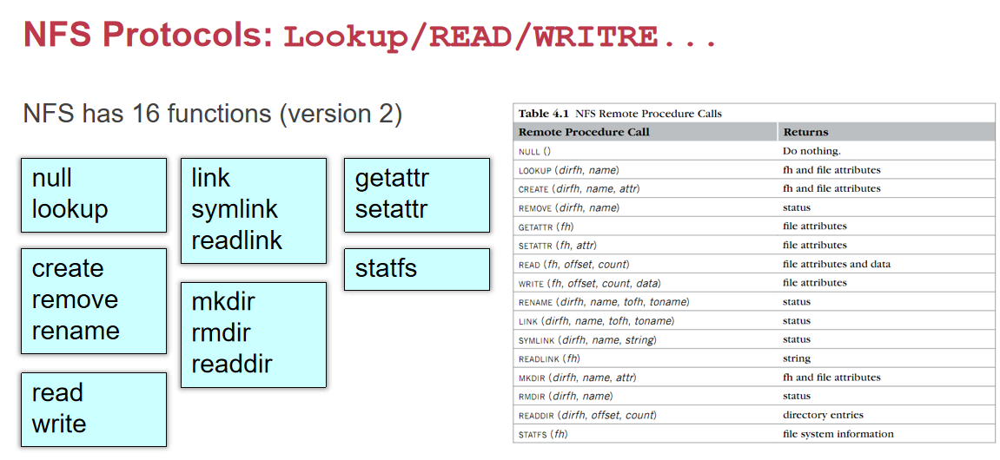 NFS Protocols: Lookup/READ/WRITRE...
NFS has 16 functions (version 2)
null
lookup
create
remove
rename
read
write
link
symlink
readlink
mkdir
rmdir
readdir
getattr
setattr
statfs
Table 4.1 NFS Remote Procedure Calls
Remote Procedure Call Returns
NULL () Do nothing.
LOOKUP (dirfh, name) fh and file attributes
CREATE (dirfh, name, attr) fh and file attributes
REMOVE (dirfh, name) status
GETATTR (fh) file attributes
SETATTR (fh, attr) file attributes
READ (fh, offset, count) file attributes and data
WRITE (fh, offset, count, data) file attributes
RENAME (dirfh, name, tofh, toname) status
LINK (dirfh, name, tofh, toname) status
SYMLINK (dirfh, name, string) status
READLINK (fh) string
MKDIR (dirfh, name, attr) fh and file attributes
RMDIR (dirfh, name) status
READDIR (dirfh, offset, count) directory entries
STATFS (fh) file system information